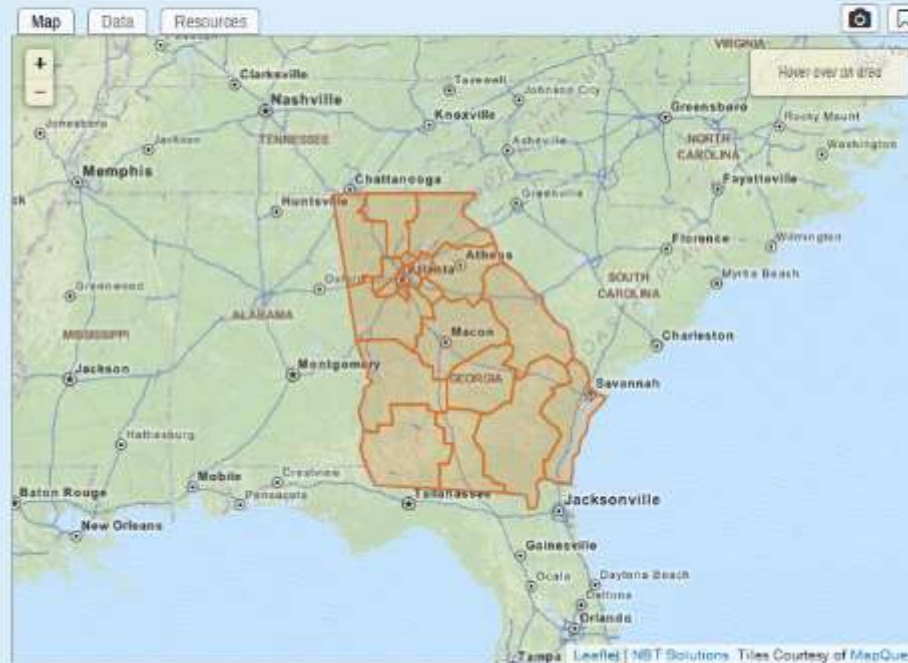 Map Data Resources
VIRGINIA
Hover over an area
+
−
Clarksville
Tazewell
Johnson City
Nashville
Greensboro
Knoxville
Rocky Mount
Jonesboro
Jackson
TENNESSEE
Asheville
NORTH
CAROLINA
Washington
Memphis
Chattanooga
Fayetteville
Huntsville
Greenville
Florence
Wilmington
Athens
Atlanta
SOUTH
CAROLINA
Myrtle Beach
Greenwood
ALABAMA
MISSISSIPPI
Macon
Charleston
Jackson
Montgomery
GEORGIA
Savannah
Hattiesburg
Mobile
Crestview
Baton Rouge
Pensacola
Tallahassee
Jacksonville
New Orleans
Gainesville
Ocala
Daytona Beach
Deltona
Orlando
Tampa
Leaflet | NBT Solutions Tiles Courtesy of MapQue